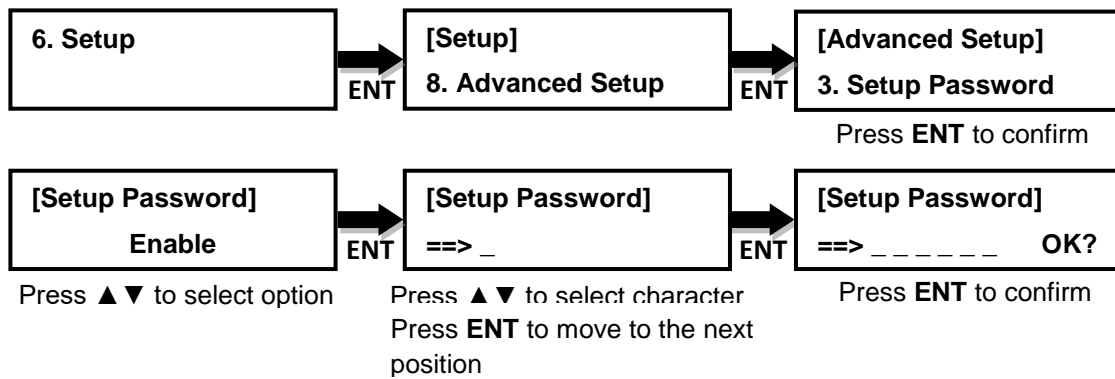 6. Setup
ENT
[Setup]
8. Advanced Setup
ENT
[Advanced Setup]
3. Setup Password
Press ENT to confirm
[Setup Password]
Enable
Press ▲▼ to select option
ENT
[Setup Password]
==> _
Press ▲▼ to select character
Press ENT to move to the next
position
ENT
[Setup Password]
==> _ _ _ _ _ _ OK?
Press ENT to confirm